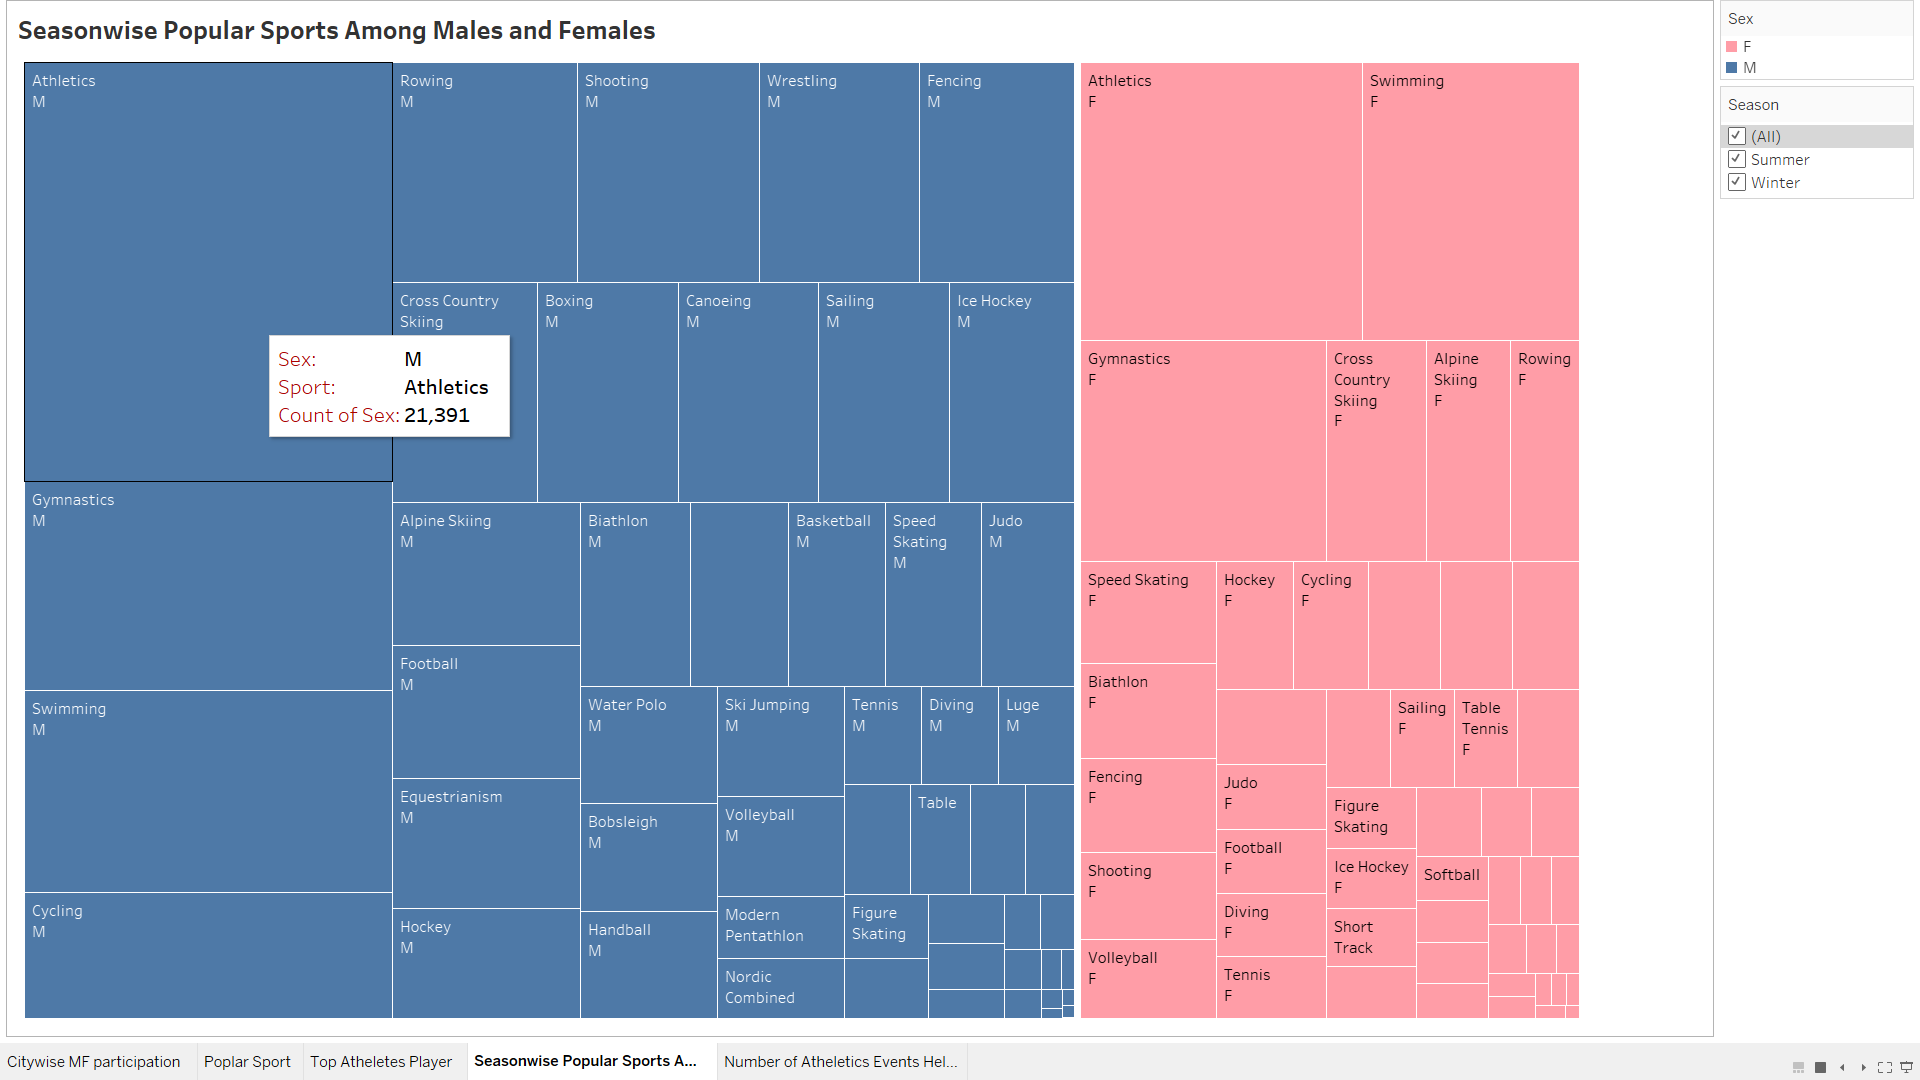 Seasonwise Popular Sports Among Males and Females
Athletics
M
Rowing
M
Shooting
M
Wrestling
M
Fencing
M
Cross Country
Skiing
Boxing
M
Canoeing
M
Sailing
M
Ice Hockey
M
Sex: M
Sport: Athletics
Count of Sex: 21,391
Gymnastics
M
Swimming
M
Cycling
M
Alpine Skiing
M
Football
M
Equestrianism
M
Hockey
M
Biathlon
M
Basketball
M
Speed
Skating
M
Judo
M
Water Polo
M
Bobsleigh
M
Handball
M
Ski Jumping
M
Volleyball
M
Modern
Pentathlon
Nordic
Combined
Tennis
M
Diving
M
Luge
M
Table
Figure
Skating
Athletics
F
Swimming
F
Gymnastics
F
Cross
Country
Skiing
F
Alpine
Skiing
F
Rowing
F
Speed Skating
F
Biathlon
F
Fencing
F
Shooting
F
Volleyball
F
Hockey
F
Cycling
F
Judo
F
Football
F
Diving
F
Tennis
F
Sailing
F
Table
Tennis
F
Figure
Skating
Ice Hockey
F
Short
Track
Softball
Sex
F
M
Season
(All)
Summer
Winter
Citywise MF participation
Poplar Sport
Top Atheletes Player
Seasonwise Popular Sports A...
Number of Atheletics Events Hel...